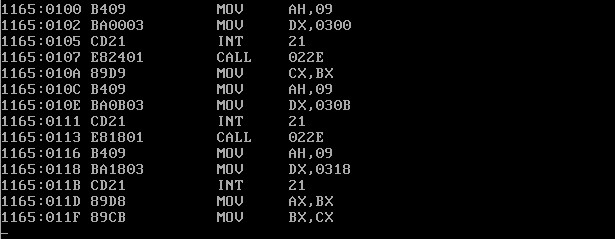 1165:0100 B409 MOV AH,09
1165:0102 BA0003 MOV DX,0300
1165:0105 CD21 INT 21
1165:0107 E82401 CALL 022E
1165:010A 89D9 MOV CX,BX
1165:010C B409 MOV AH,09
1165:010E BA0B03 MOV DX,030B
1165:0111 CD21 INT 21
1165:0113 E81801 CALL 022E
1165:0116 B409 MOV AH,09
1165:0118 BA1803 MOV DX,0318
1165:011B CD21 INT 21
1165:011D 89D8 MOV AX,BX
1165:011F 89CB MOV BX,CX
_